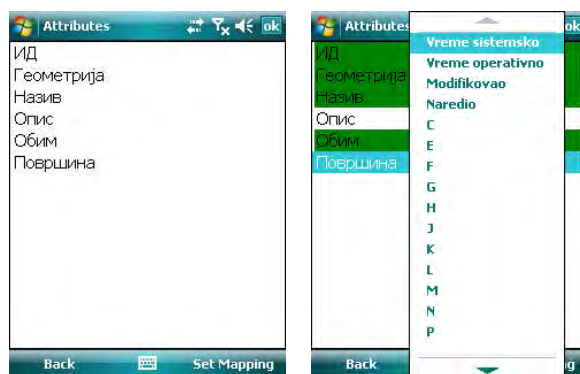 Attributes
ok
ИД
Геометрија
Назив
Опис
Обим
Површина
Back
Set Mapping
Attributes
ok
ИД
Геометрија
Назив
Опис
Обим
Површина
Vreme sistemsko
Vreme operativno
Modifikovao
Naredio
C
E
F
G
H
J
K
L
M
N
P
Back
g